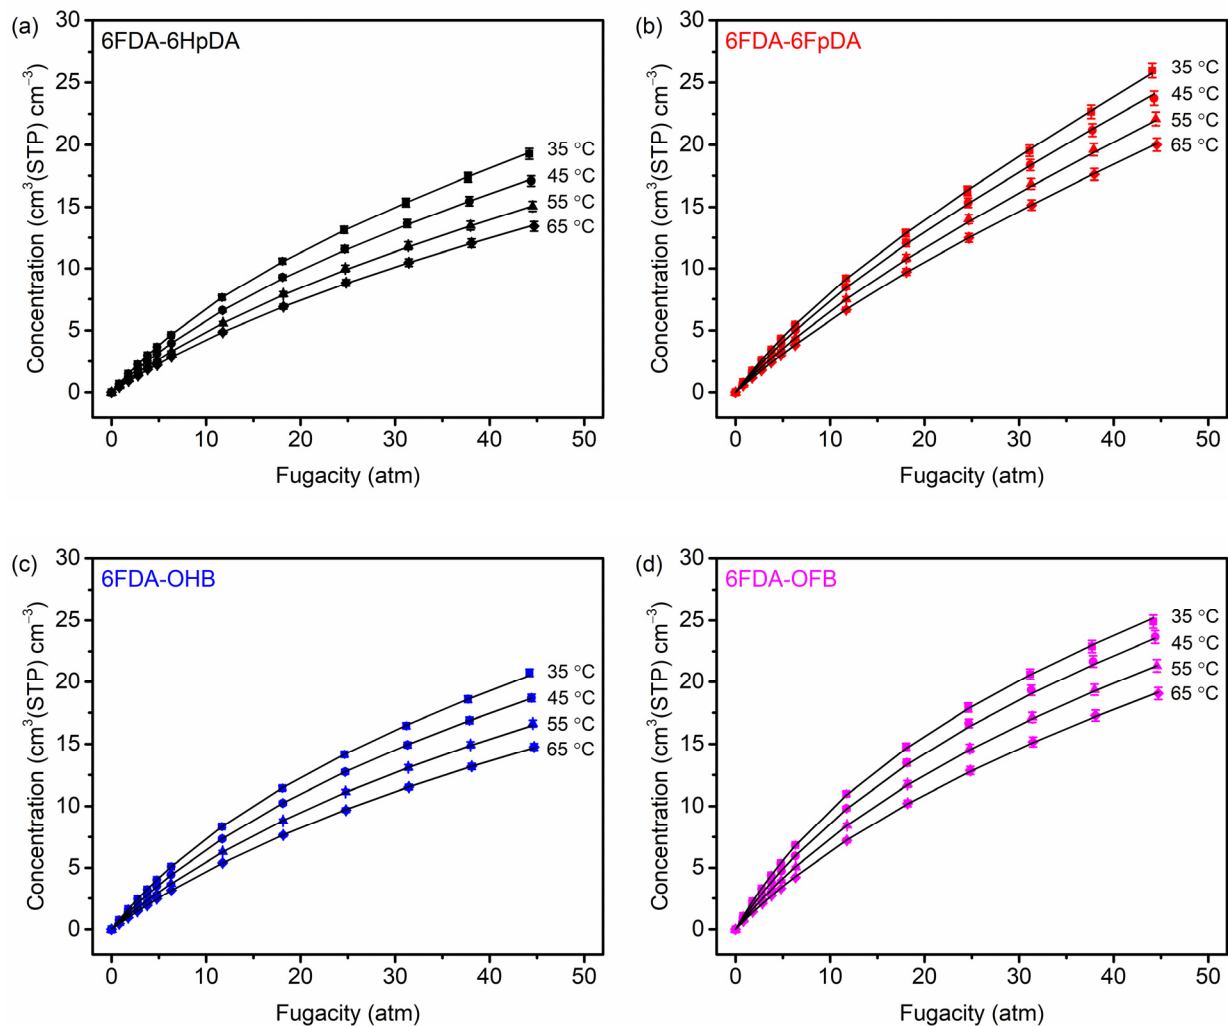 (a)
6FDA-6HpDA
30
25
20
15
10
5
0
35 °C
45 °C
55 °C
65 °C
0 10 20 30 40 50
Fugacity (atm)
Concentration (cm³(STP) cm⁻³)
(b)
6FDA-6FpDA
30
25
20
15
10
5
0
35 °C
45 °C
55 °C
65 °C
0 10 20 30 40 50
Fugacity (atm)
Concentration (cm³(STP) cm⁻³)
(c)
6FDA-OHB
30
25
20
15
10
5
0
35 °C
45 °C
55 °C
65 °C
0 10 20 30 40 50
Fugacity (atm)
Concentration (cm³(STP) cm⁻³)
(d)
6FDA-OFB
30
25
20
15
10
5
0
35 °C
45 °C
55 °C
65 °C
0 10 20 30 40 50
Fugacity (atm)
Concentration (cm³(STP) cm⁻³)